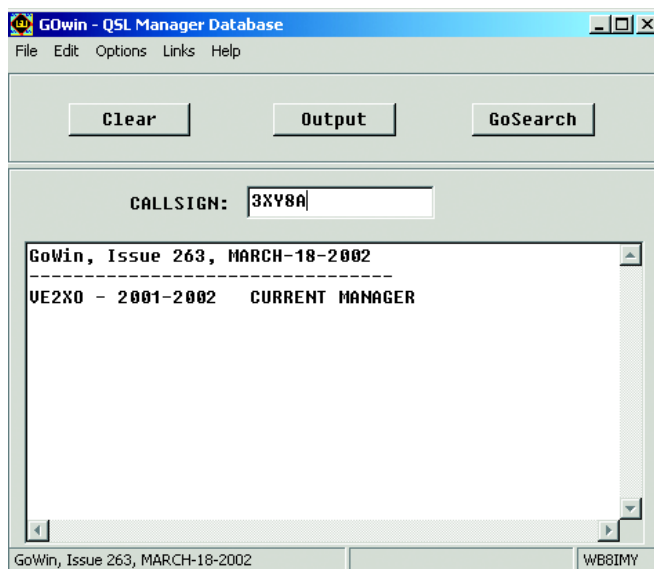 GOwin - QSL Manager Database
File Edit Options Links Help
Clear Output GoSearch
CALLSIGN: 3XY8A
GoWin, Issue 263, MARCH-18-2002
---------------------------------
VE2XO - 2001-2002 CURRENT MANAGER
GoWin, Issue 263, MARCH-18-2002 WB8IMY